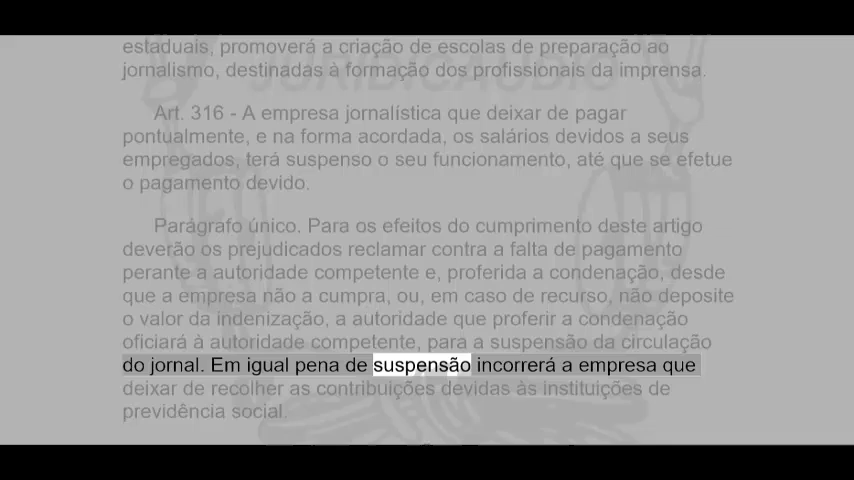 estaduais, promoverá a criação de escolas de preparação ao
jornalismo, destinadas à formação dos profissionais da imprensa.
Art. 316 - A empresa jornalística que deixar de pagar
pontualmente, e na forma acordada, os salários devidos a seus
empregados, terá suspenso o seu funcionamento, até que se efetue
o pagamento devido.
Parágrafo único. Para os efeitos do cumprimento deste artigo
deverão os prejudicados reclamar contra a falta de pagamento
perante a autoridade competente e, proferida a condenação, desde
que a empresa não a cumpra, ou, em caso de recurso, não deposite
o valor da indenização, a autoridade que proferir a condenação
oficiará à autoridade competente, para a suspensão da circulação
do jornal. Em igual pena de suspensão incorrerá a empresa que
deixar de recolher as contribuições devidas às instituições de
previdência social.
JURIDICAUDIO